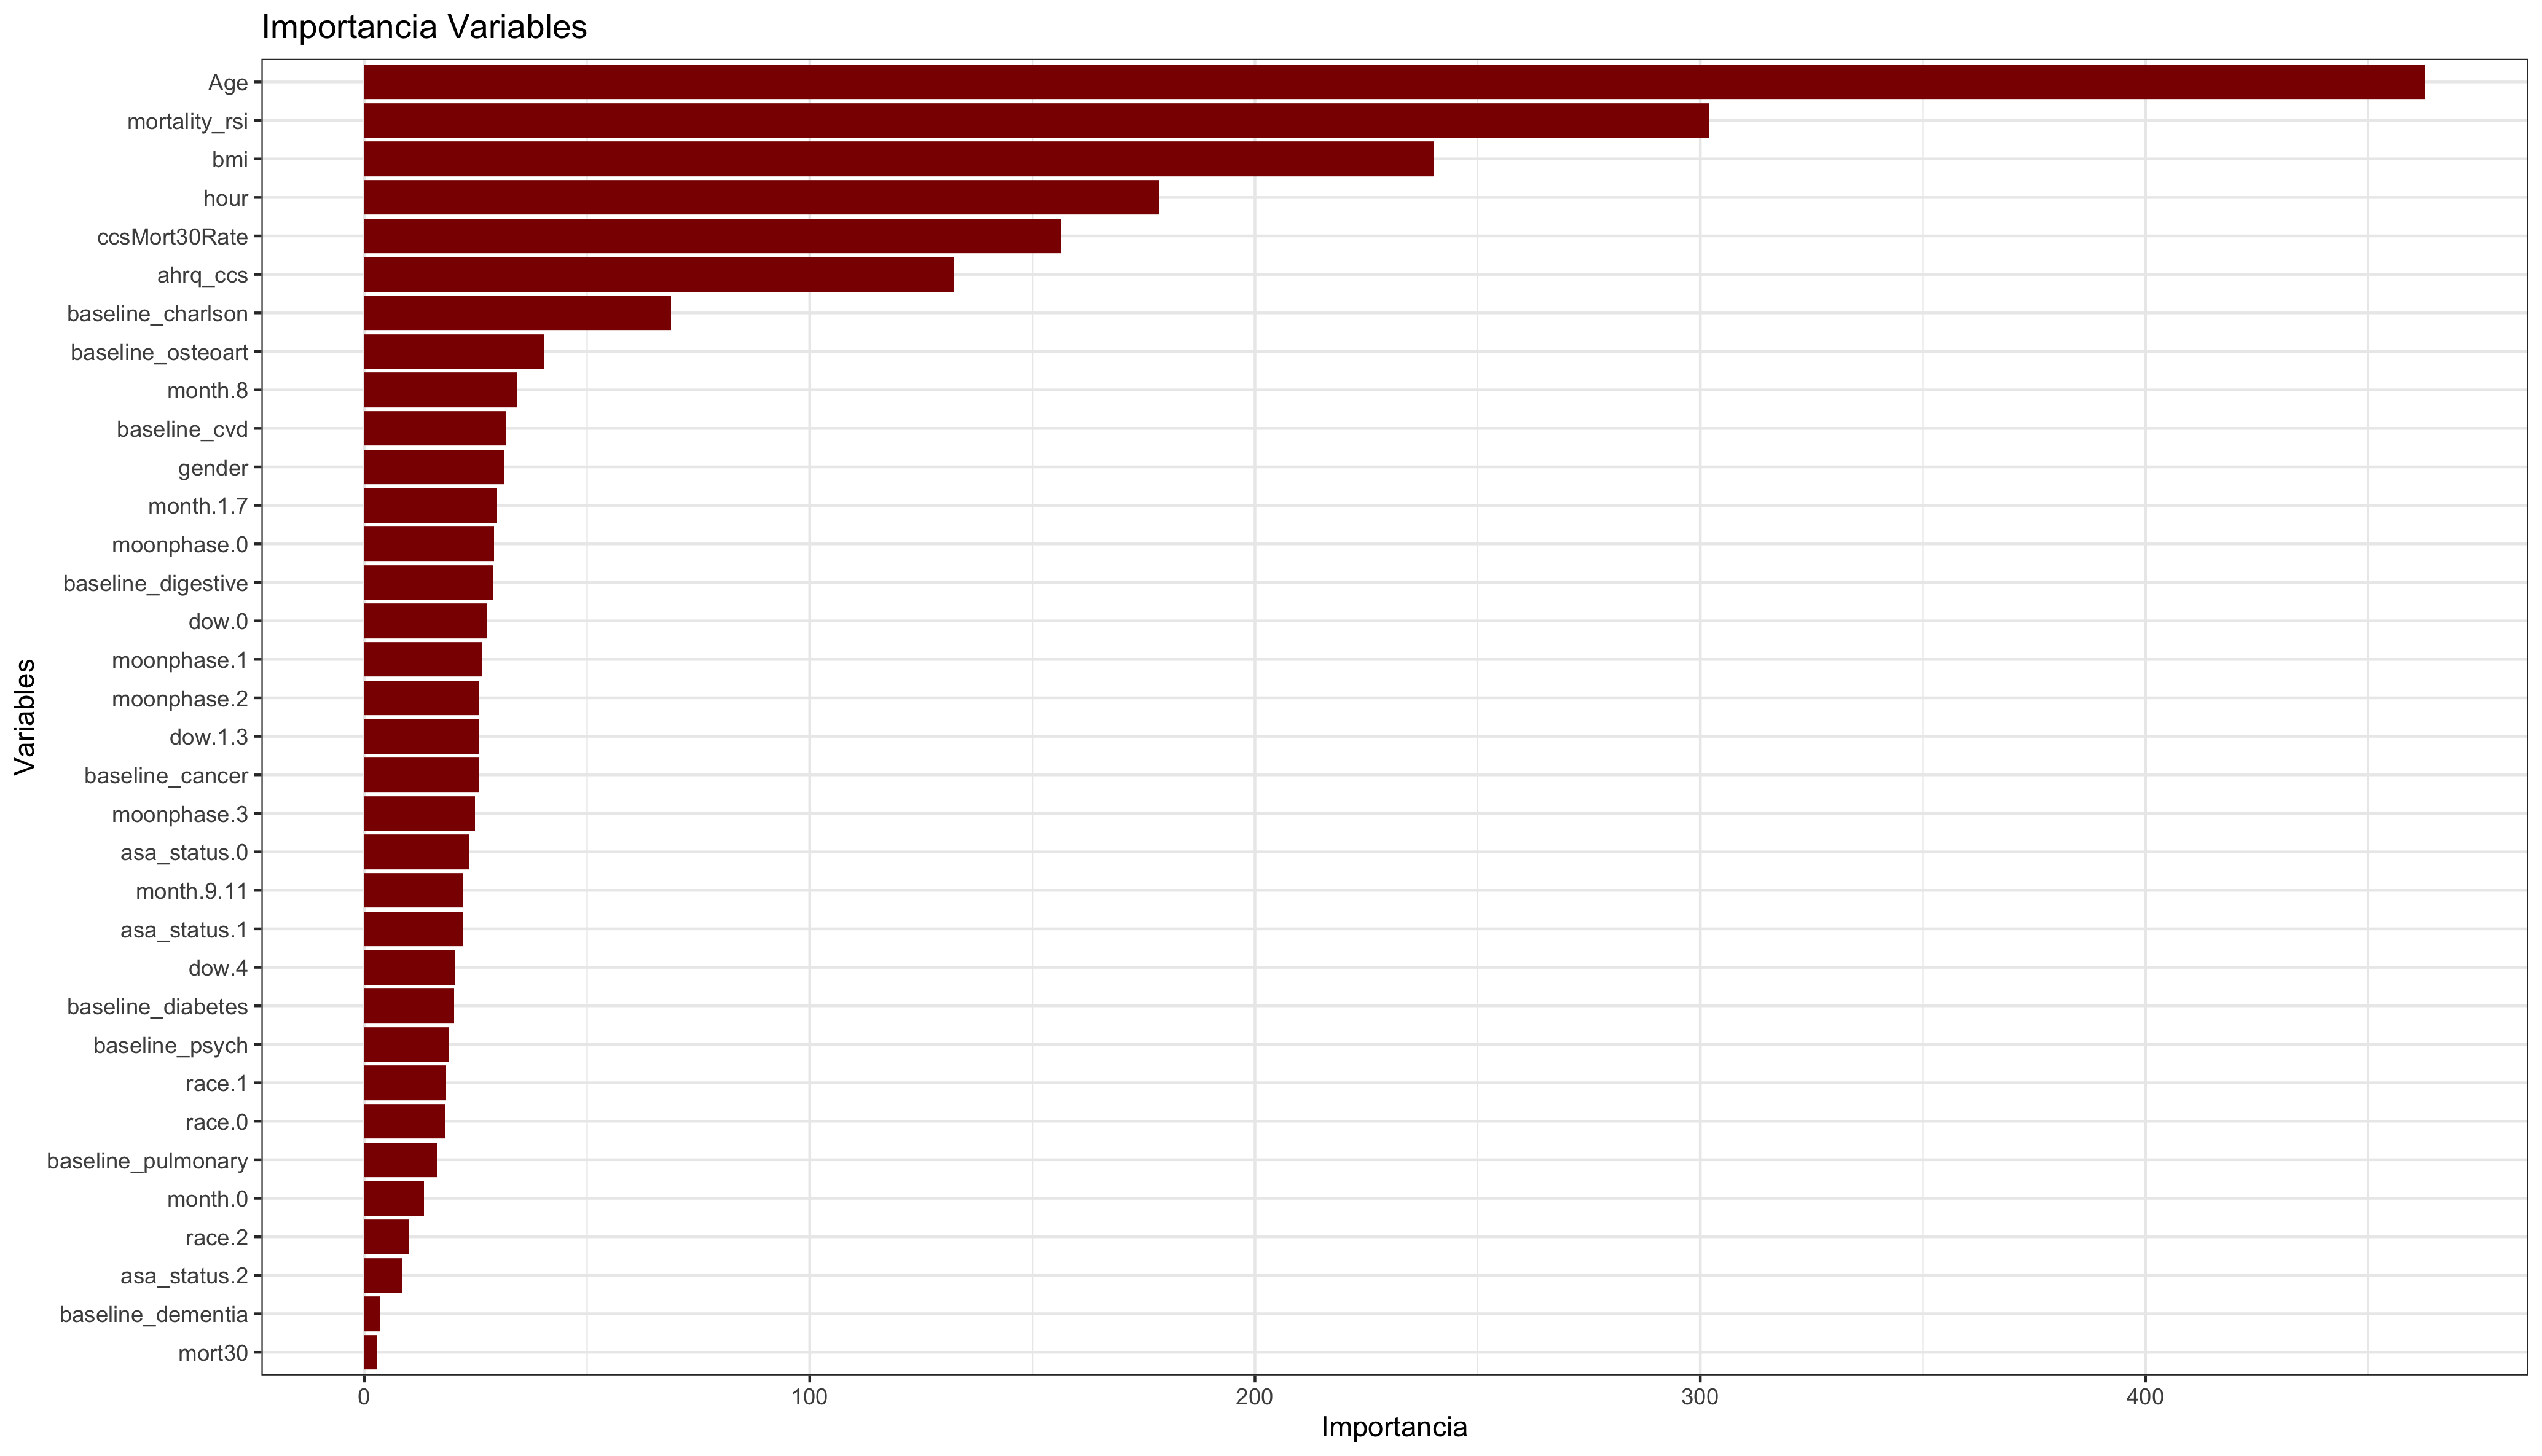 Importancia Variables
Age
mortality_rsi
bmi
hour
ccsMort30Rate
ahrq_ccs
baseline_charlson
baseline_osteoart
month.8
baseline_cvd
gender
month.1.7
moonphase.0
baseline_digestive
dow.0
moonphase.1
moonphase.2
dow.1.3
baseline_cancer
moonphase.3
asa_status.0
month.9.11
asa_status.1
dow.4
baseline_diabetes
baseline_psych
race.1
race.0
baseline_pulmonary
month.0
race.2
asa_status.2
baseline_dementia
mort30
Variables
0 100 200 300 400
Importancia